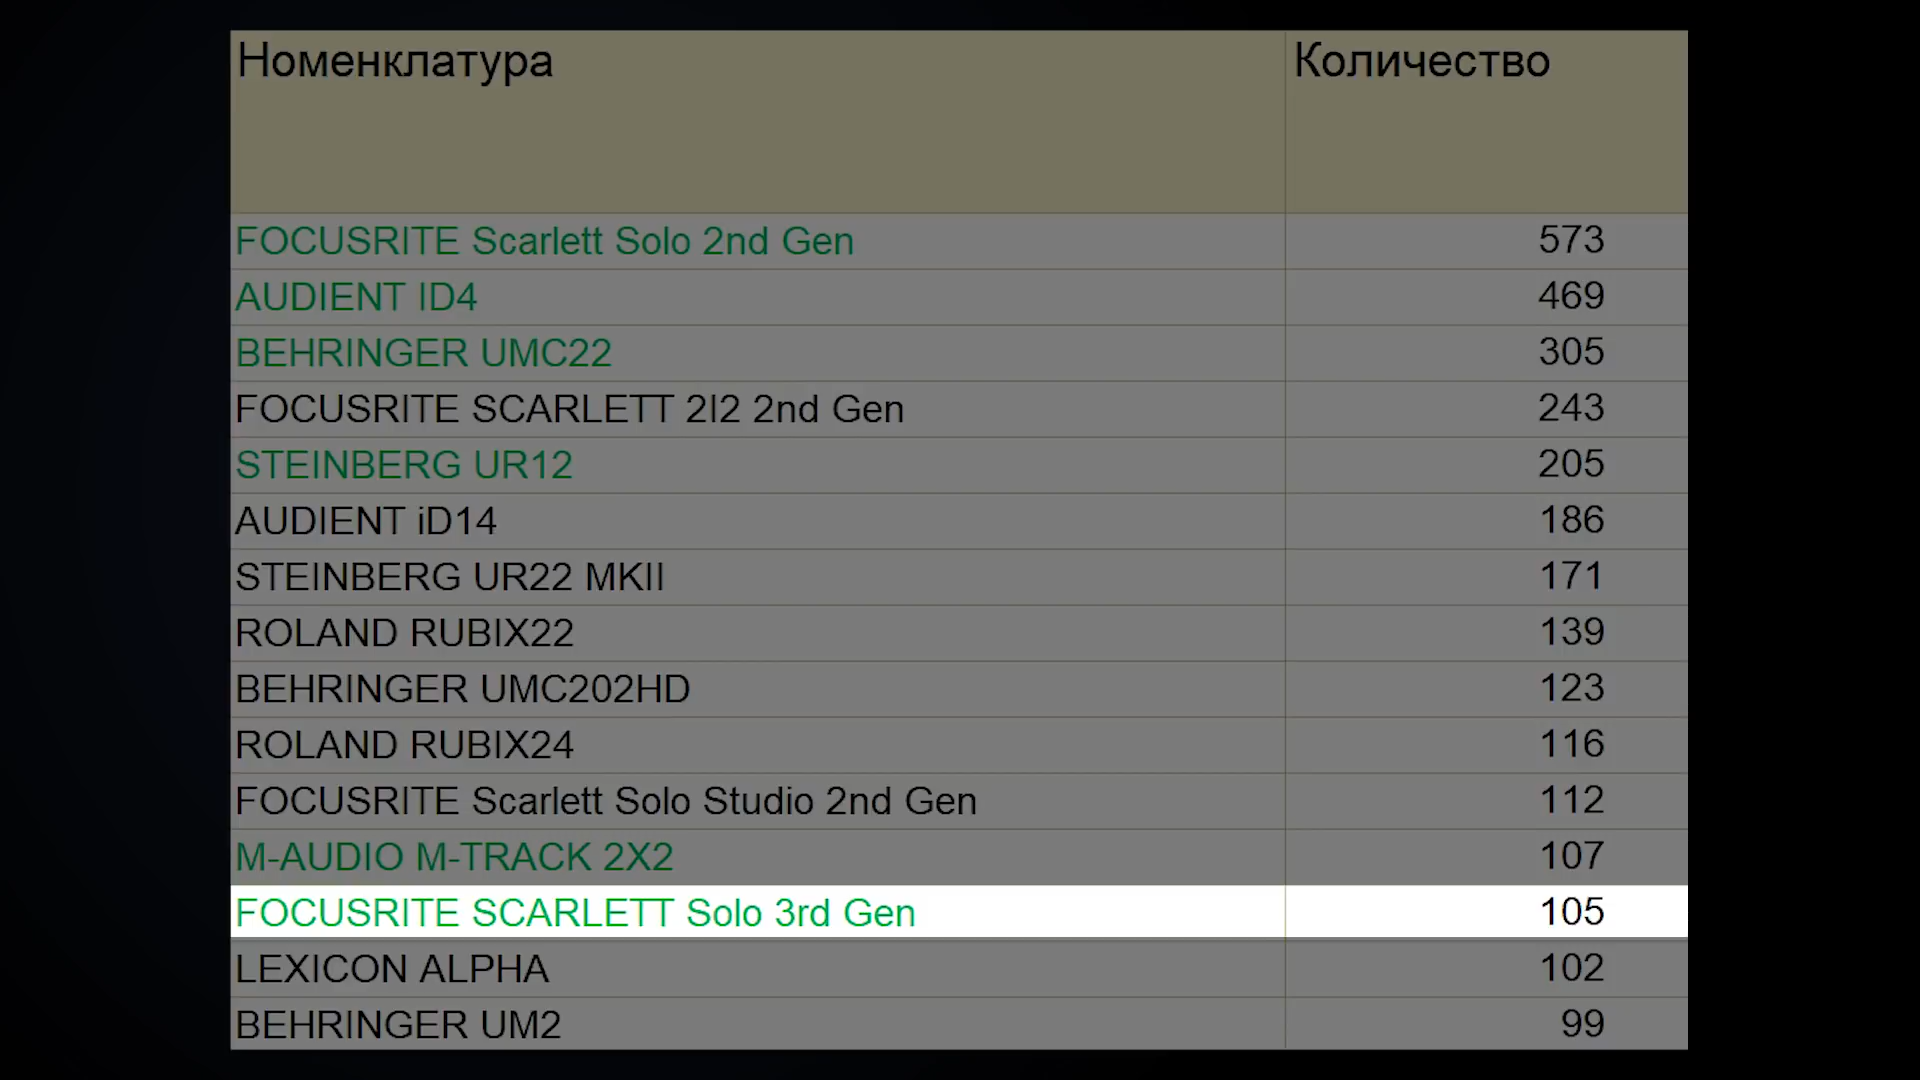 Номенклатура Количество
FOCUSRITE Scarlett Solo 2nd Gen 573
AUDIENT ID4 469
BEHRINGER UMC22 305
FOCUSRITE SCARLETT 2I2 2nd Gen 243
STEINBERG UR12 205
AUDIENT iD14 186
STEINBERG UR22 MKII 171
ROLAND RUBIX22 139
BEHRINGER UMC202HD 123
ROLAND RUBIX24 116
FOCUSRITE Scarlett Solo Studio 2nd Gen 112
M-AUDIO M-TRACK 2X2 107
FOCUSRITE SCARLETT Solo 3rd Gen 105
LEXICON ALPHA 102
BEHRINGER UM2 99